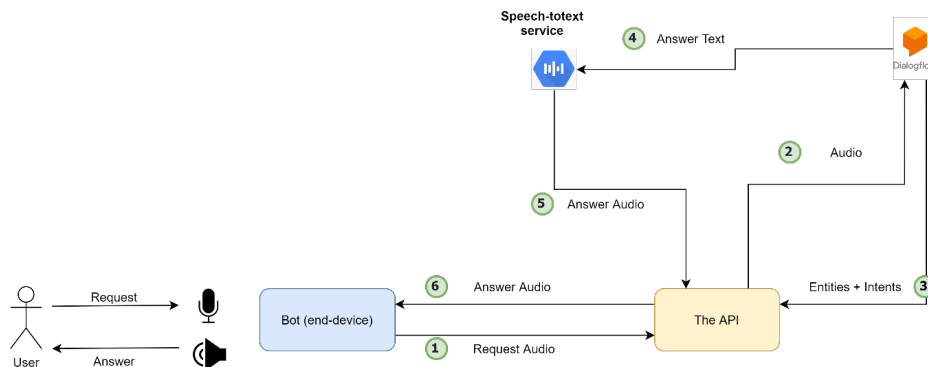 Speech-totext
service
4 Answer Text
Dialogflo
2 Audio
5 Answer Audio
6 Answer Audio
Entities + Intents 3
Request
Bot (end-device)
The API
1 Request Audio
User
Answer